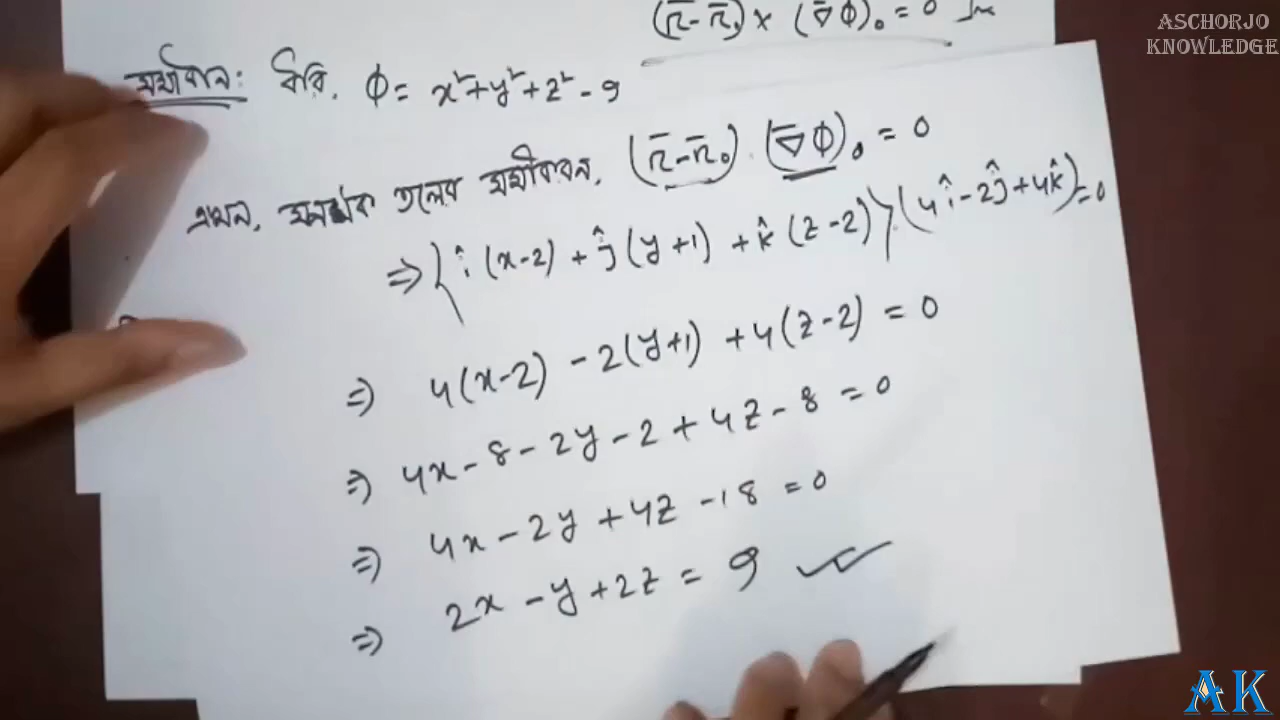 (r̄-r̄₀) × (∇̄φ)₀ = 0
ASCHORJO
KNOWLEDGE
সমাধান: ধরি, φ = x²+y²+z² - 9
এখন, সমতল তলের সমীকরণ, (r̄-r̄₀) . (∇̄φ)₀ = 0
⇒ { î (x-2) + ĵ (y+1) + k̂ (z-2) } . (4î - 2ĵ + 4k̂) = 0
⇒ 4(x-2) - 2(y+1) + 4(z-2) = 0
⇒ 4x - 8 - 2y - 2 + 4z - 8 = 0
⇒ 4x - 2y + 4z - 18 = 0
⇒ 2x - y + 2z = 9
AK